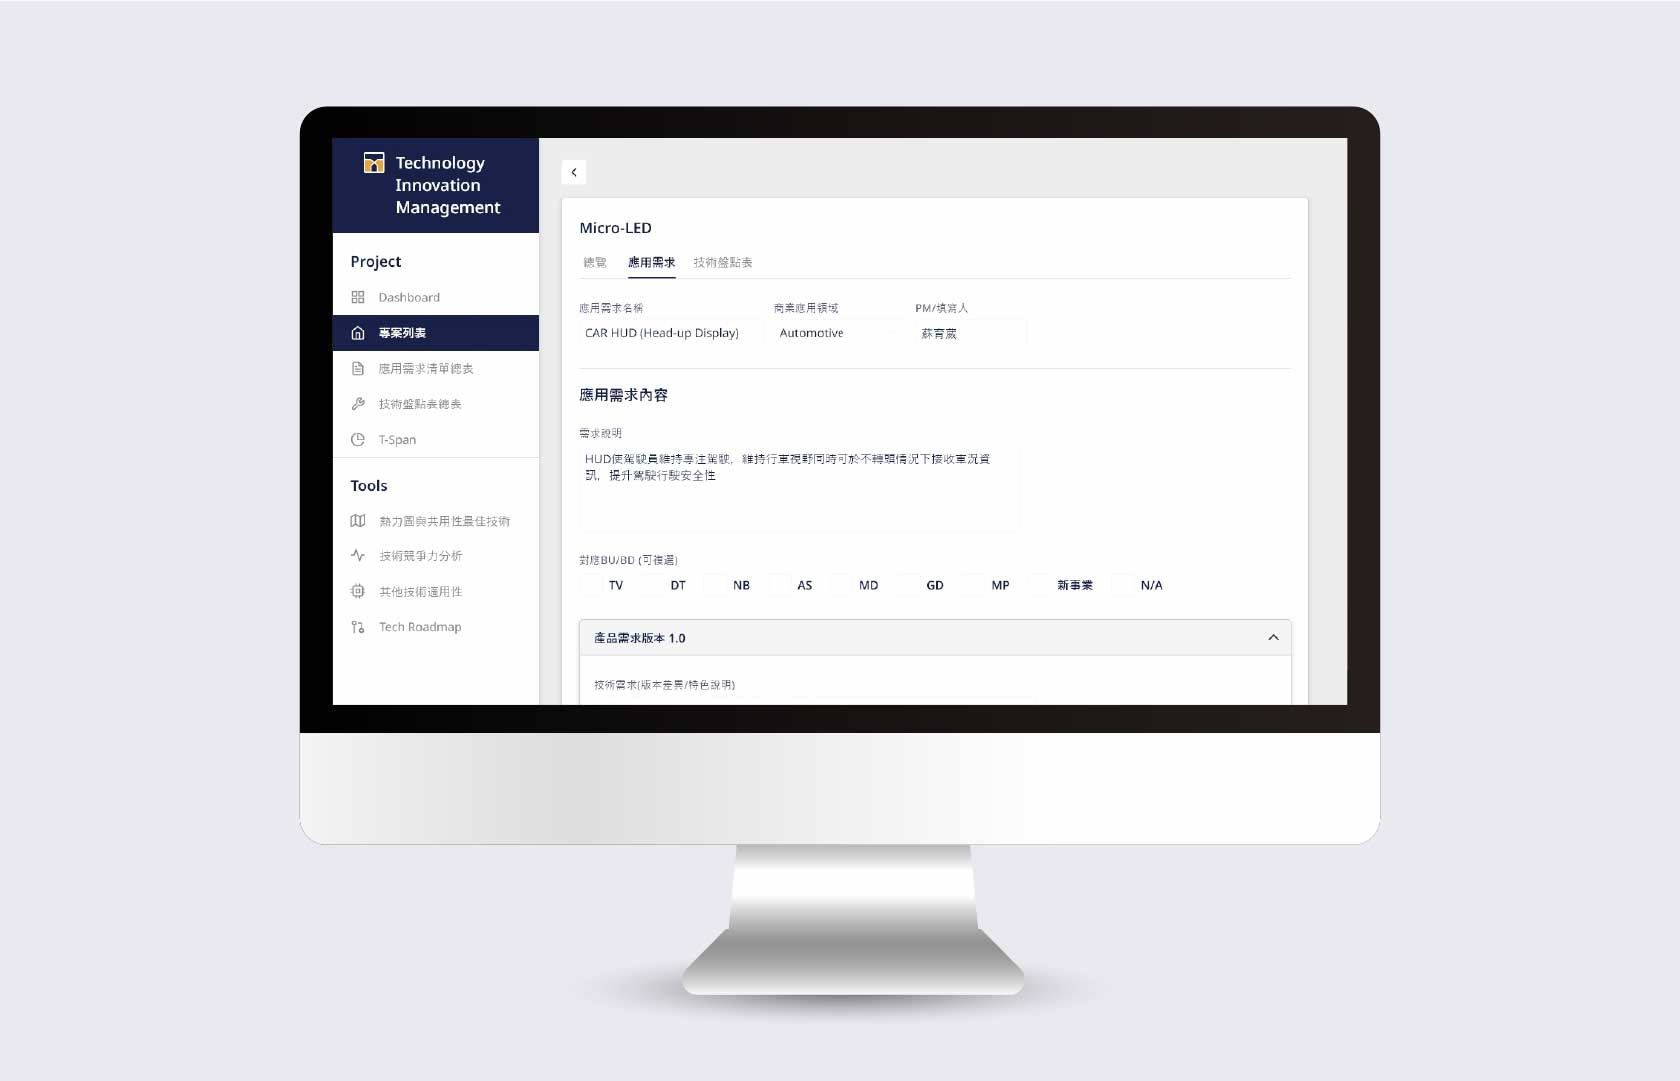 Technology
Innovation
Management
Project
Dashboard
專案列表
應用需求清單總表
技術盤點表總表
T-Span
Tools
熱力圖與共用性最佳技術
技術競爭力分析
其他技術適用性
Tech Roadmap
Micro-LED
總覽 應用需求 技術盤點表
應用需求名稱 商業應用領域 PM/填寫人
CAR HUD (Head-up Display) Automotive 蘇育葳
應用需求內容
需求說明
HUD使駕駛員維持專注駕駛，維持行車視野同時可於不轉頭情況下接收車況資
訊，提升駕駛行駛安全性
對應BU/BD (可複選)
TV DT NB AS MD GD MP 新事業 N/A
產品需求版本 1.0
技術需求(版本差異/特色說明)